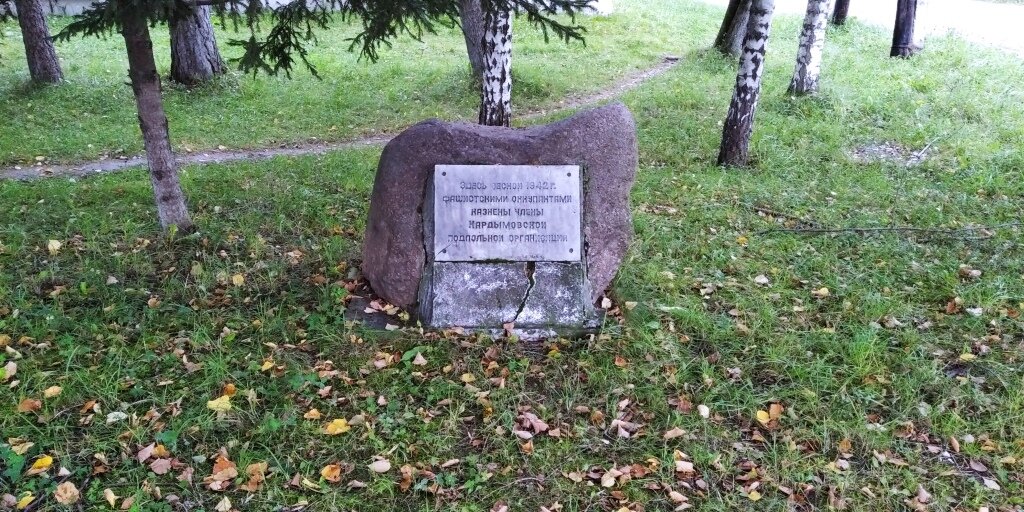 Здесь весной 1942 г.
фашистскими оккупантами
казнены члены
Кардымовской
подпольной организации